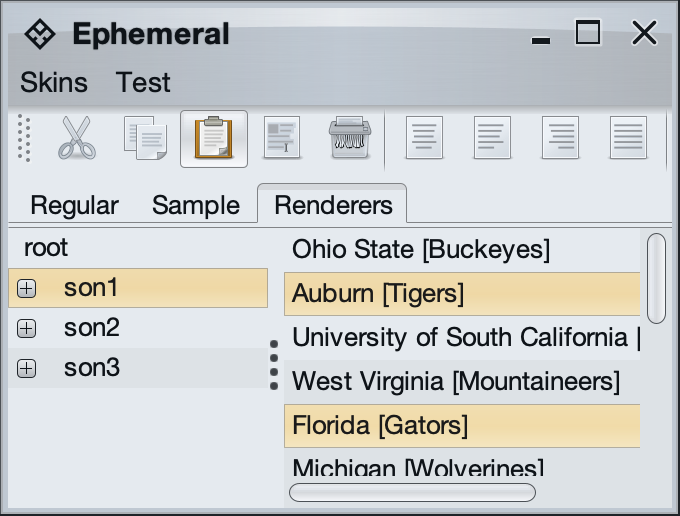 Ephemeral
Skins Test
Regular Sample Renderers
root
son1
son2
son3
Ohio State [Buckeyes]
Auburn [Tigers]
University of South California [
West Virginia [Mountaineers]
Florida [Gators]
Michigan [Wolverines]